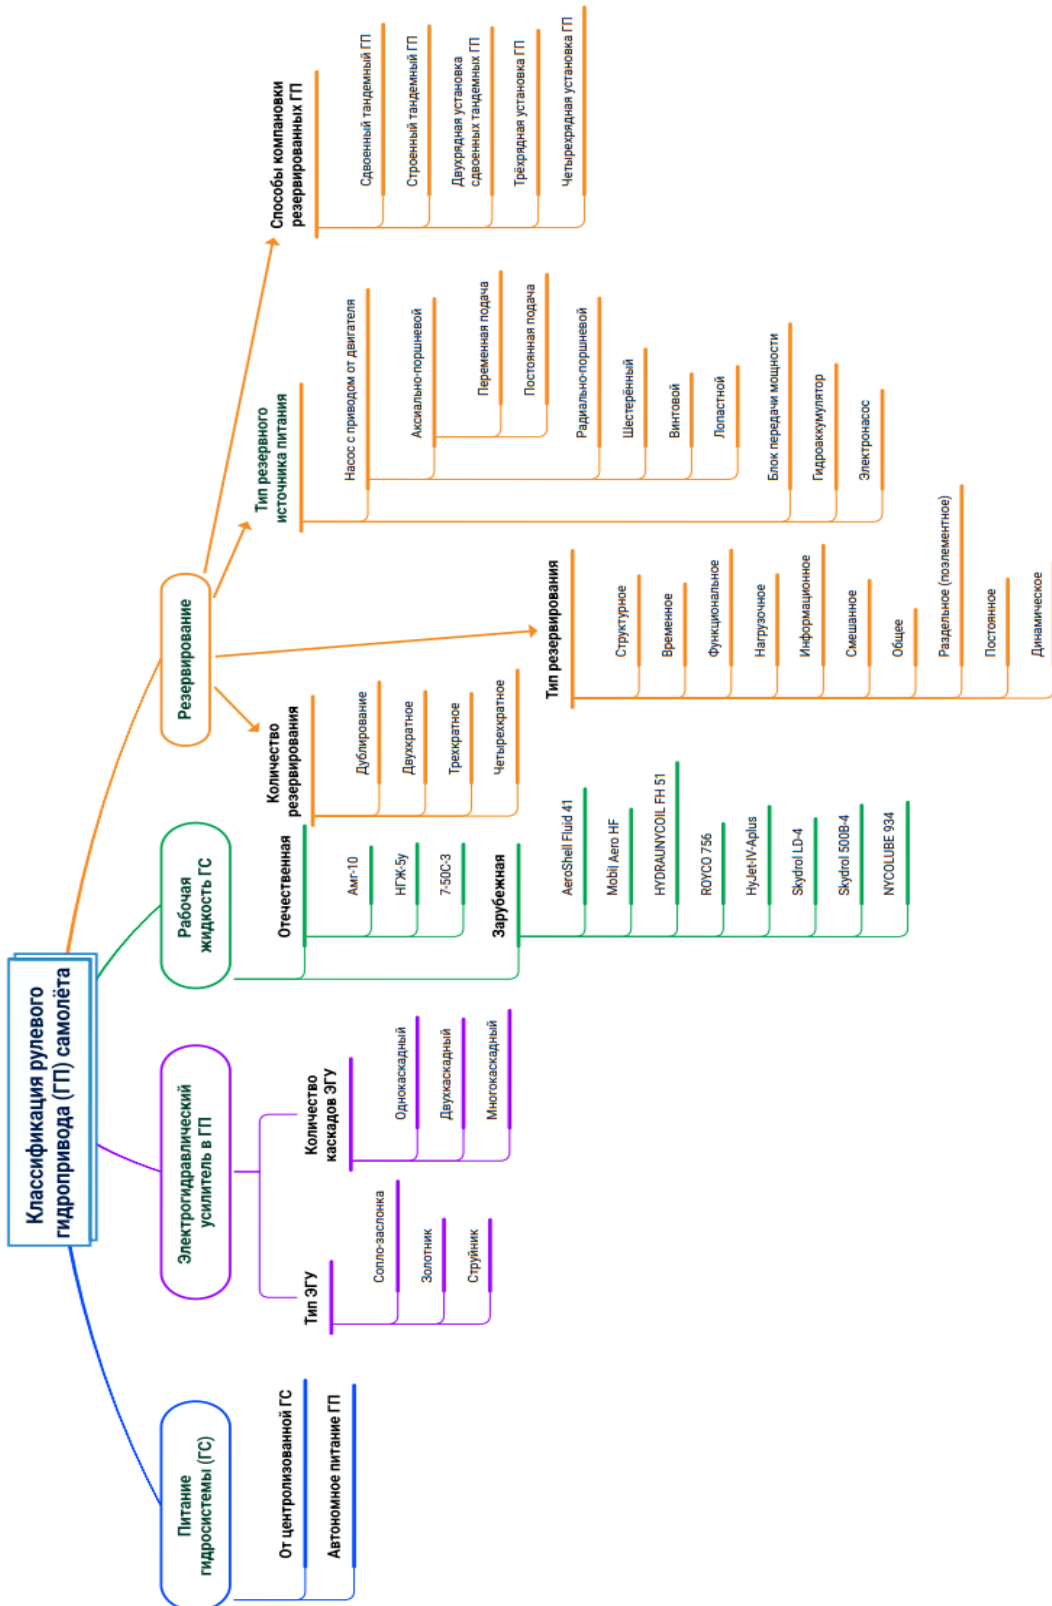 Классификация рулевого
гидропривода (ГП) самолёта
Питание
гидросистемы (ГС)
От централизованной ГС
Автономное питание ГП
Электрогидравлический
усилитель в ГП
Тип ЭГУ
Сопло-заслонка
Золотник
Струйник
Количество
каскадов ЭГУ
Однокаскадный
Двухкаскадный
Многокаскадный
Рабочая
жидкость ГС
Отечественная
Амг-10
НГЖ-5у
7-50С-3
Зарубежная
AeroShell Fluid 41
Mobil Aero HF
HYDRAUNYCOIL FH 51
ROYCO 756
HyJet-IV-Aplus
Skydrol LD-4
Skydrol 500B-4
NYCOLUBE 934
Резервирование
Количество
резервирования
Дублирование
Двухкратное
Трехкратное
Четырехкратное
Тип резервирования
Структурное
Временное
Функциональное
Нагрузочное
Информационное
Смешанное
Общее
Раздельное (поэлементное)
Постоянное
Динамическое
Тип резервного
источника питания
Насос с приводом от двигателя
Аксиально-поршневой
Переменная подача
Постоянная подача
Радиально-поршневой
Шестерённый
Винтовой
Лопастной
Блок передачи мощности
Гидроаккумулятор
Электронасос
Способы компановки
резервированных ГП
Сдвоенный тандемный ГП
Строенный тандемный ГП
Двухрядная установка
сдвоенных тандемных ГП
Трёхрядная установка ГП
Четырехрядная установка ГП